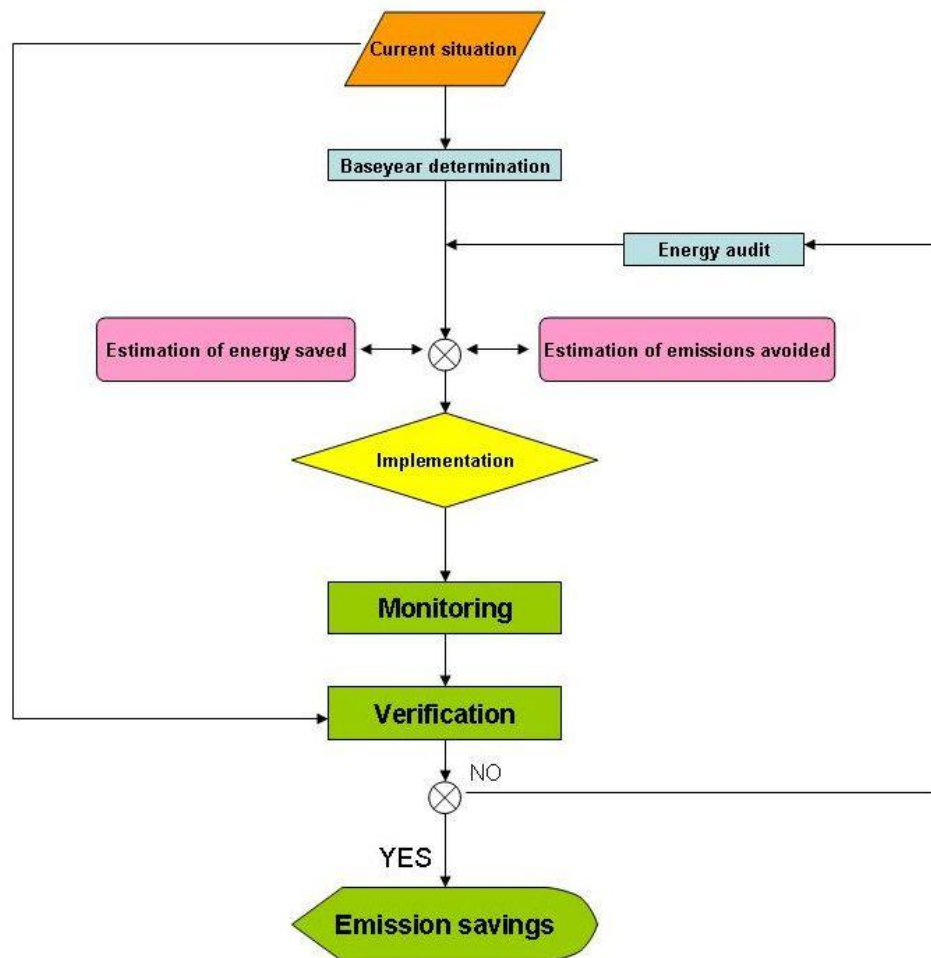 Current situation
Baseyear determination
Energy audit
Estimation of energy saved
Estimation of emissions avoided
Implementation
Monitoring
Verification
NO
YES
Emission savings